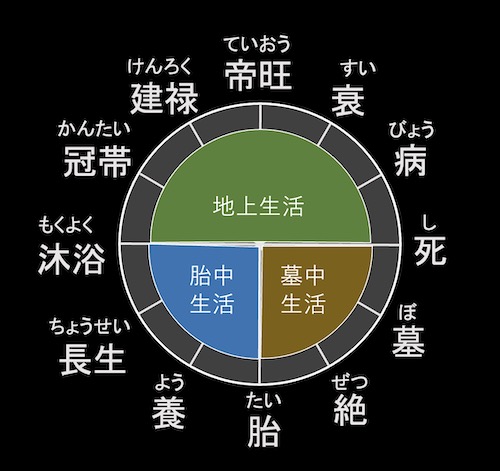 ていおう
帝旺
すい
衰
びょう
病
し
死
ぼ
墓
ぜつ
絶
たい
胎
よう
養
ちょうせい
長生
もくよく
沐浴
かんたい
冠帯
けんろく
建禄
地上生活
胎中
生活
墓中
生活